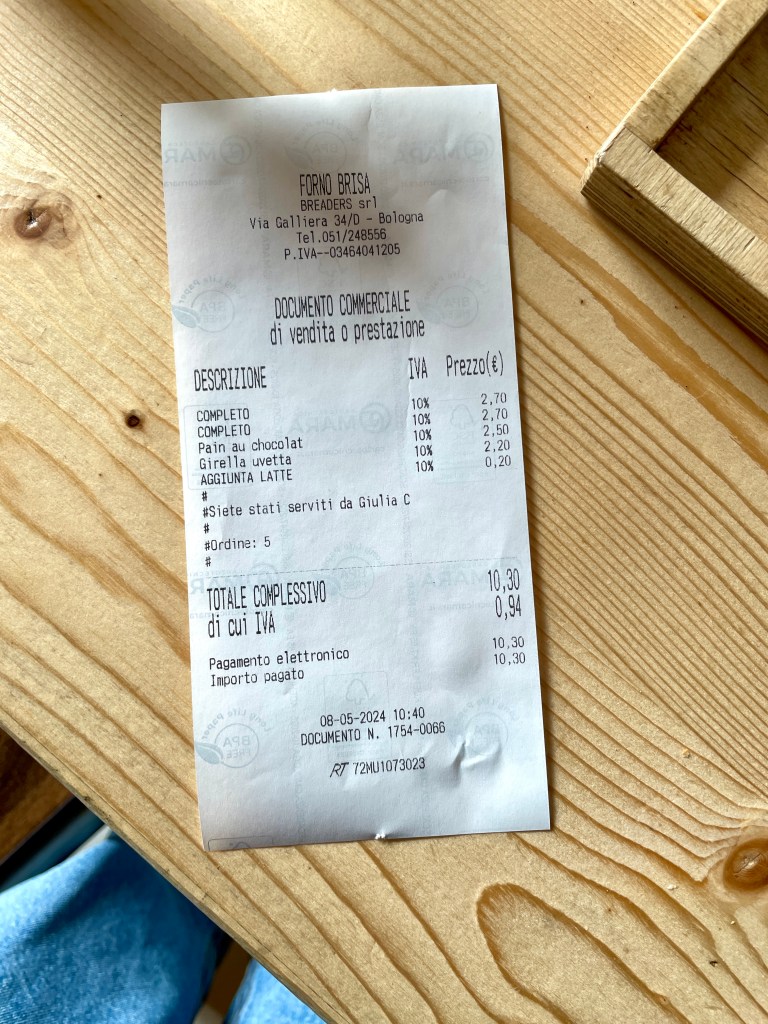 FORNO BRISA
BREADERS srl
Via Galliera 34/D - Bologna
Tel.051/248556
P.IVA--03464041205
DOCUMENTO COMMERCIALE
di vendita o prestazione
DESCRIZIONE IVA Prezzo(€)
COMPLETO 10% 2,70
COMPLETO 10% 2,70
Pain au chocolat 10% 2,50
Girella uvetta 10% 2,20
AGGIUNTA LATTE 10% 0,20
#
#Siete stati serviti da Giulia C
#
#Ordine: 5
#
TOTALE COMPLESSIVO 10,30
di cui IVA 0,94
Pagamento elettronico 10,30
Importo pagato 10,30
08-05-2024 10:40
DOCUMENTO N. 1754-0066
RT 72MU1073023